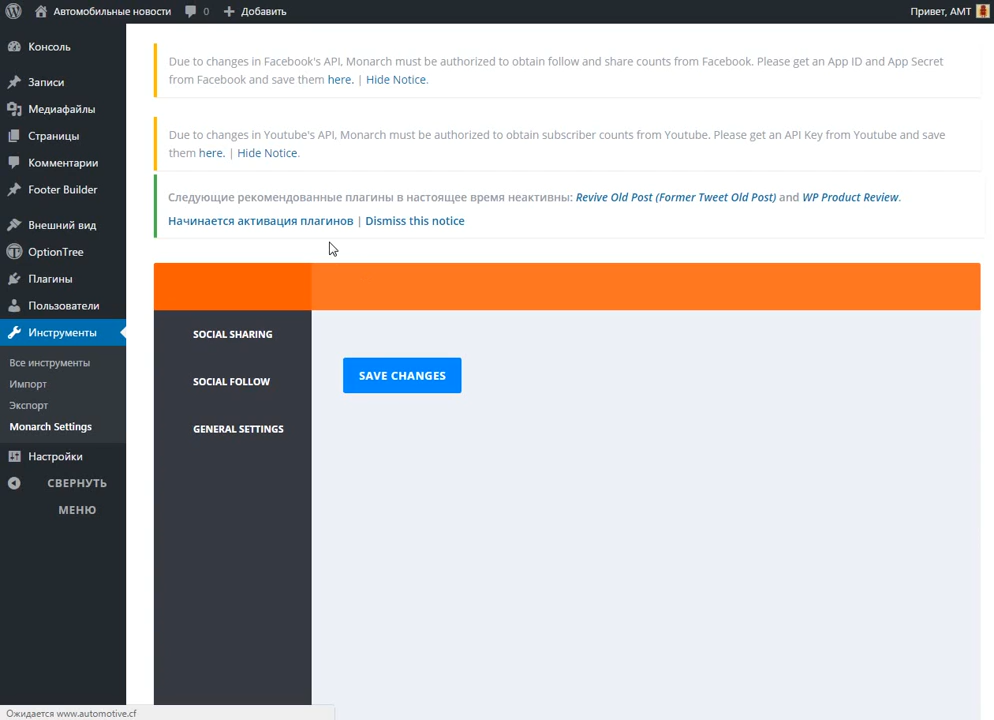 Автомобильные новости
0
Добавить
Привет, АМТ
Консоль
Записи
Медиафайлы
Страницы
Комментарии
Footer Builder
Внешний вид
OptionTree
Плагины
Пользователи
Инструменты
Все инструменты
Импорт
Экспорт
Monarch Settings
Настройки
СВЕРНУТЬ
МЕНЮ
Due to changes in Facebook's API, Monarch must be authorized to obtain follow and share counts from Facebook. Please get an App ID and App Secret
from Facebook and save them here. | Hide Notice.
Due to changes in Youtube's API, Monarch must be authorized to obtain subscriber counts from Youtube. Please get an API Key from Youtube and save
them here. | Hide Notice.
Следующие рекомендованные плагины в настоящее время неактивны: Revive Old Post (Former Tweet Old Post) and WP Product Review.
Начинается активация плагинов | Dismiss this notice
SOCIAL SHARING
SOCIAL FOLLOW
GENERAL SETTINGS
SAVE CHANGES
Ожидается www.automotive.cf